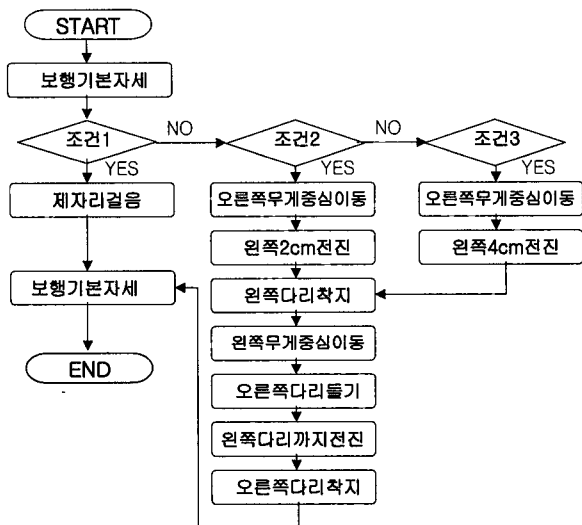 START
보행기본자세
조건1
NO
조건2
NO
조건3
YES
YES
YES
제자리걸음
오른쪽무게중심이동
오른쪽무게중심이동
왼쪽2cm전진
왼쪽4cm전진
보행기본자세
왼쪽다리착지
왼쪽무게중심이동
END
오른쪽다리들기
왼쪽다리까지전진
오른쪽다리착지